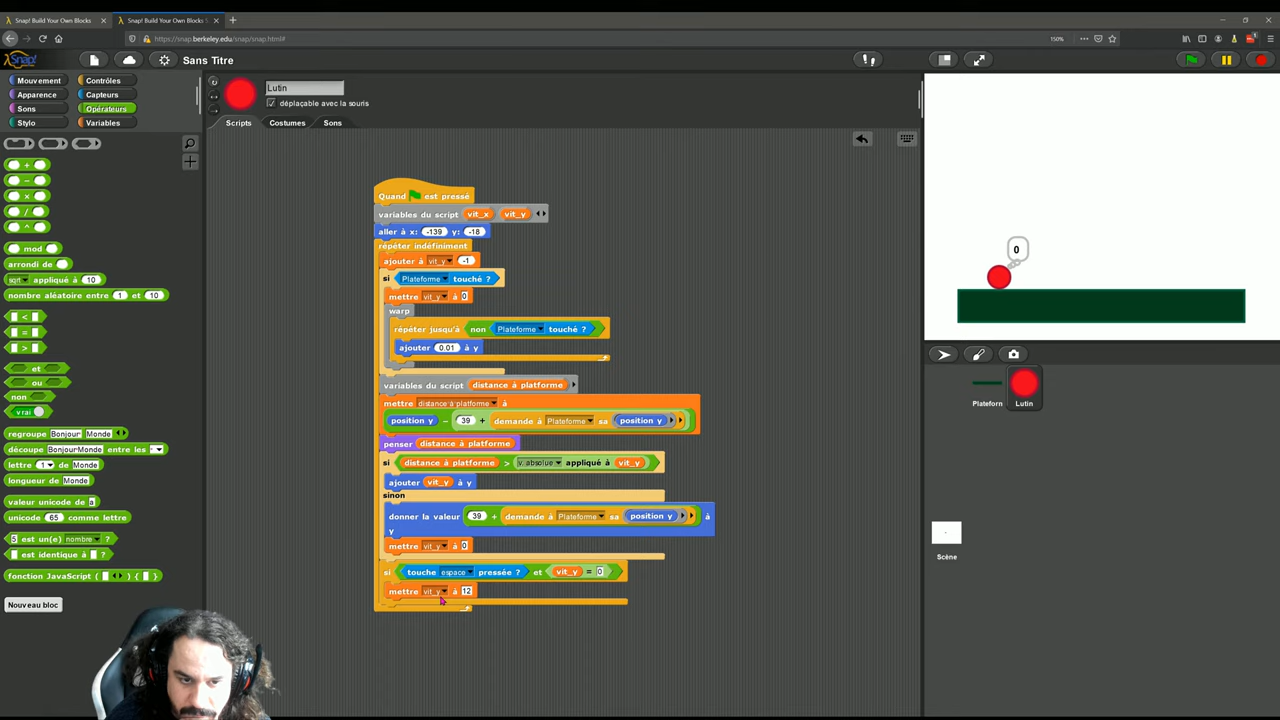 Snap! Build Your Own Blocks
Snap! Build Your Own Blocks S
https://snap.berkeley.edu/snap/snap.html#
150%
Snap!
Sans Titre
Mouvement
Contrôles
Apparence
Capteurs
Sons
Opérateurs
Stylo
Variables
Lutin
déplaçable avec la souris
Scripts
Costumes
Sons
+
−
x
/
^
mod
arrondi de
sqrt appliqué à 10
nombre aléatoire entre 1 et 10
<
=
>
et
ou
non
vrai
regroupe Bonjour Monde
découpe BonjourMonde entre les -
lettre 1 de Monde
longueur de Monde
valeur unicode de a
unicode 65 comme lettre
5 est un(e) nombre ?
est identique à ?
fonction JavaScript ( ) { }
Nouveau bloc
Quand est pressé
variables du script vit_x vit_y
aller à x: -139 y: -18
répéter indéfiniment
ajouter à vit_y -1
si Plateforme touché ?
mettre vit_y à 0
warp
répéter jusqu'à non Plateforme touché ?
ajouter 0.01 à y
variables du script distance à platforme
mettre distance à platforme à
position y − 39 + demande à Plateforme sa position y
penser distance à platforme
si distance à platforme > v. absolue appliqué à vit_y
ajouter vit_y à y
sinon
donner la valeur 39 + demande à Plateforme sa position y à
y
mettre vit_y à 0
si touche espace pressée ? et vit_y = 0
mettre vit_y à 12
0
Plateforn
Lutin
Scène